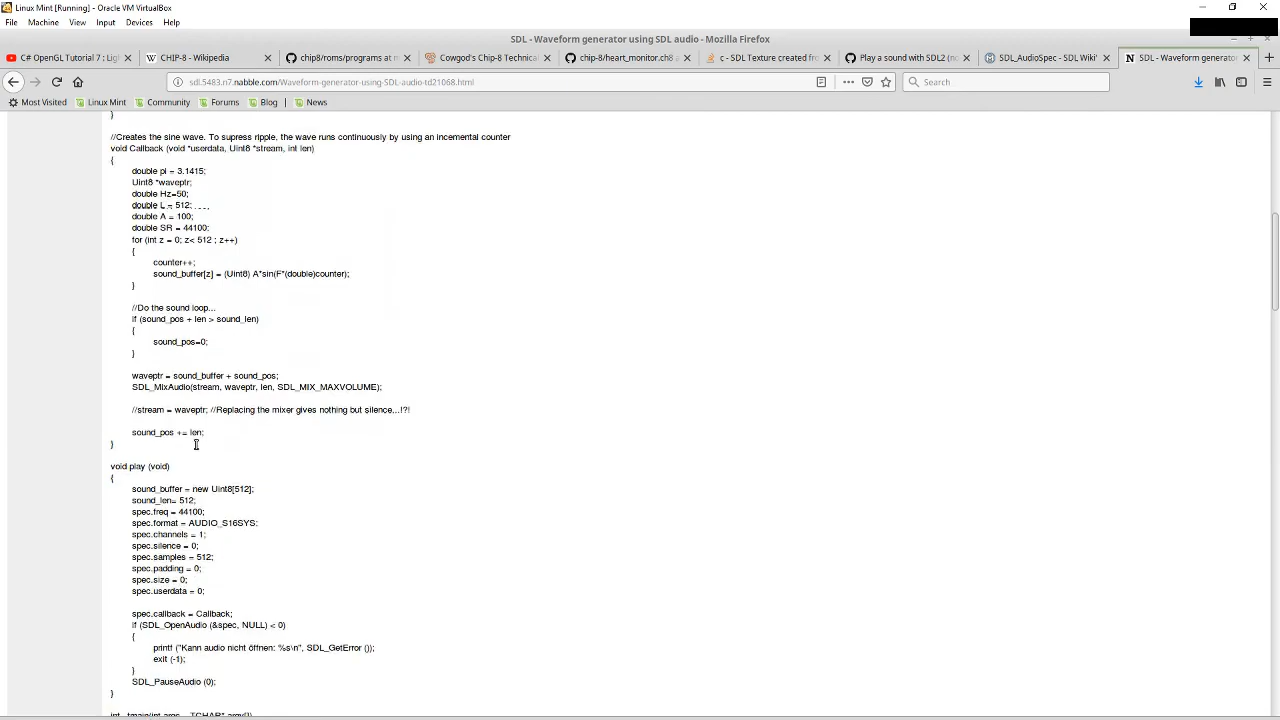 Linux Mint [Running] - Oracle VM VirtualBox
File Machine View Input Devices Help
SDL - Waveform generator using SDL audio - Mozilla Firefox
C# OpenGL Tutorial 7 : Ligh
CHIP-8 - Wikipedia
chip8/roms/programs at m
Cowgod's Chip-8 Technica
chip-8/heart_monitor.ch8 a
c - SDL Texture created fr
Play a sound with SDL2 (no
SDL_AudioSpec - SDL Wiki
SDL - Waveform generator
sdl.5483.n7.nabble.com/Waveform-generator-using-SDL-audio-td21068.html
Search
Most Visited Linux Mint Community Forums Blog News
}
//Creates the sine wave. To supress ripple, the wave runs continuously by using an incemental counter
void Callback (void *userdata, Uint8 *stream, int len)
{
double pi = 3.1415;
Uint8 *waveptr;
double Hz=50;
double L = 512;
double A = 100;
double SR = 44100;
for (int z = 0; z< 512 ; z++)
{
counter++;
sound_buffer[z] = (Uint8) A*sin(F*(double)counter);
}
//Do the sound loop...
if (sound_pos + len > sound_len)
{
sound_pos=0;
}
waveptr = sound_buffer + sound_pos;
SDL_MixAudio(stream, waveptr, len, SDL_MIX_MAXVOLUME);
//stream = waveptr; //Replacing the mixer gives nothing but silence...!?!
sound_pos += len;
}
void play (void)
{
sound_buffer = new Uint8[512];
sound_len= 512;
spec.freq = 44100;
spec.format = AUDIO_S16SYS;
spec.channels = 1;
spec.silence = 0;
spec.samples = 512;
spec.padding = 0;
spec.size = 0;
spec.userdata = 0;
spec.callback = Callback;
if (SDL_OpenAudio (&spec, NULL) < 0)
{
printf ("Kann audio nicht öffnen: %s\n", SDL_GetError ());
exit (-1);
}
SDL_PauseAudio (0);
}